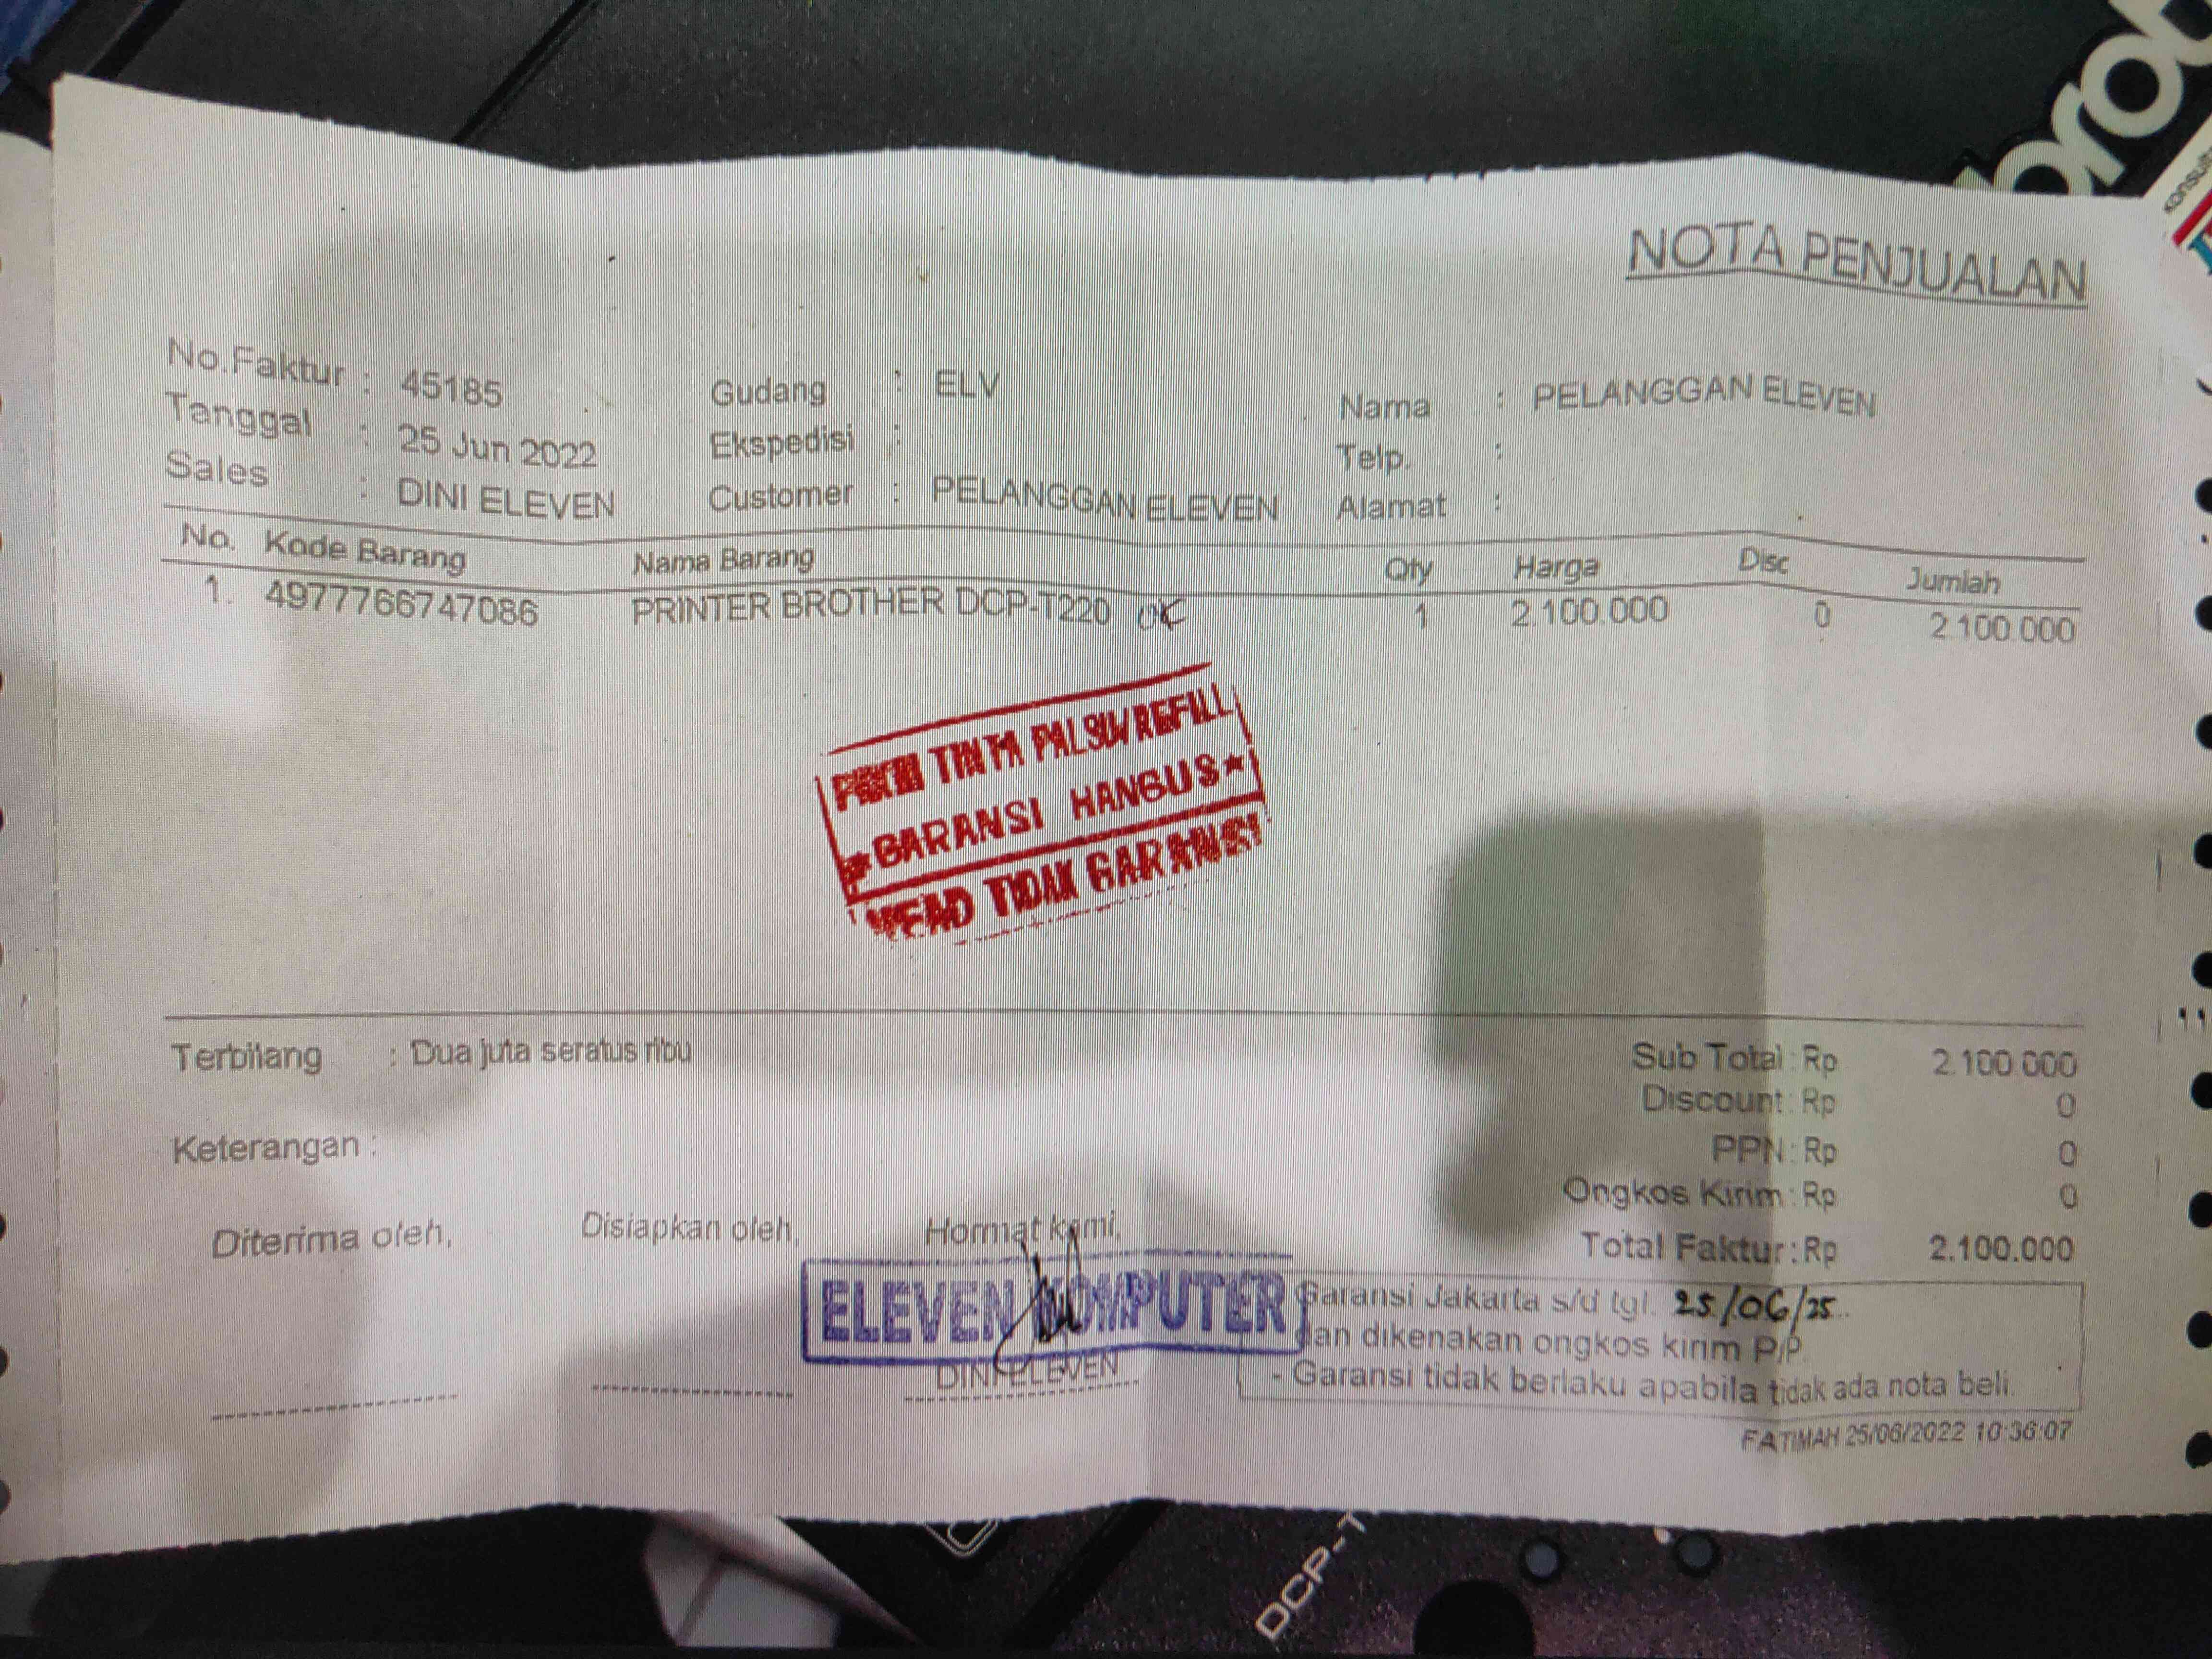 brot
konsult
NOTA PENJUALAN
No.Faktur : 45185 Gudang : ELV Nama : PELANGGAN ELEVEN
Tanggal : 25 Jun 2022 Ekspedisi : Telp. :
Sales : DINI ELEVEN Customer : PELANGGAN ELEVEN Alamat :
No. Kode Barang Nama Barang Qty Harga Disc Jumlah
1. 4977766747086 PRINTER BROTHER DCP-T220 OK 1 2.100.000 0 2.100.000
TINTA PALSU/REFILL
★GARANSI HANGUS★
HEAD TIDAK GARANSI
Terbilang : Dua juta seratus ribu Sub Total : Rp 2.100.000
Discount : Rp 0
Keterangan : PPN : Rp 0
Ongkos Kirim : Rp 0
Diterima oleh, Disiapkan oleh, Hormat kami, Total Faktur : Rp 2.100.000
ELEVEN KOMPUTER
DINI ELEVEN
Garansi Jakarta s/d tgl. 25/06/25
dan dikenakan ongkos kirim P/P.
- Garansi tidak berlaku apabila tidak ada nota beli.
FATIMAH 25/06/2022 10:36:07
DCP-T